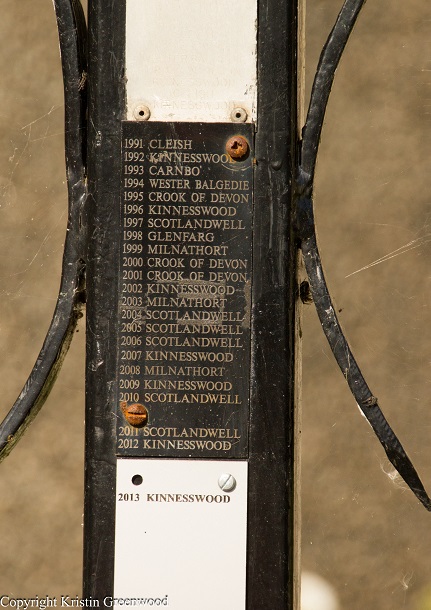 1991 CLEISH
1992 KINNESSWOOD
1993 CARNBO
1994 WESTER BALGEDIE
1995 CROOK OF DEVON
1996 KINNESSWOOD
1997 SCOTLANDWELL
1998 GLENFARG
1999 MILNATHORT
2000 CROOK OF DEVON
2001 CROOK OF DEVON
2002 KINNESSWOOD
2003 MILNATHORT
2004 SCOTLANDWELL
2005 SCOTLANDWELL
2006 SCOTLANDWELL
2007 KINNESSWOOD
2008 MILNATHORT
2009 KINNESSWOOD
2010 SCOTLANDWELL
2011 SCOTLANDWELL
2012 KINNESSWOOD
2013 KINNESSWOOD
Copyright Kristin Greenwood